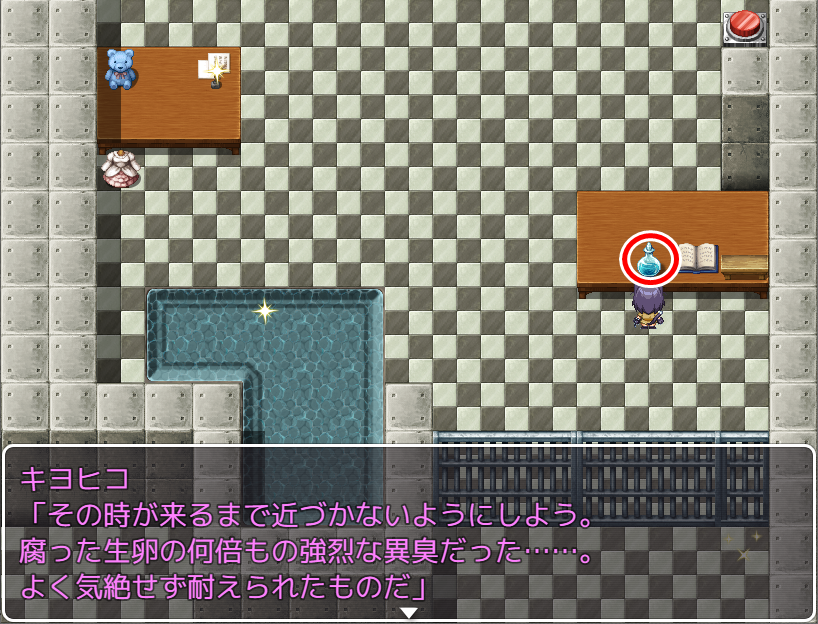 キヨヒコ
「その時が来るまで近づかないようにしよう。
腐った生卵の何倍もの強烈な異臭だった……。
よく気絶せず耐えられたものだ」